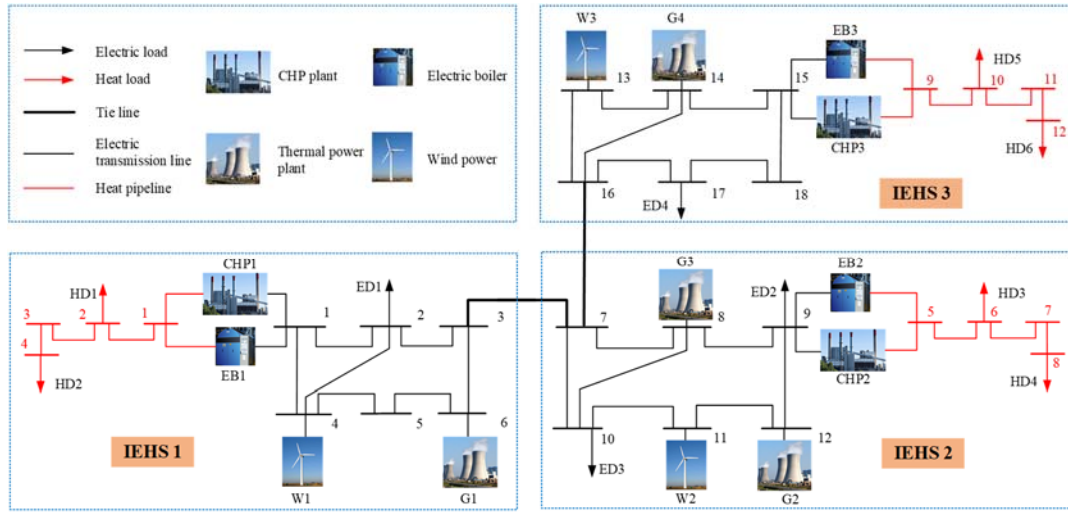 Electric load
Heat load
Tie line
Electric
transmission line
Heat pipeline
CHP plant
Thermal power
plant
Electric boiler
Wind power
W3
G4
EB3
HD5
13
14
15
9
10
11
12
CHP3
HD6
16
17
18
ED4
IEHS 3
CHP1
HD1
ED1
3
2
1
1
2
3
4
EB1
HD2
4
5
6
IEHS 1
W1
G1
G3
ED2
EB2
HD3
7
8
9
5
6
7
8
CHP2
HD4
10
11
12
ED3
W2
G2
IEHS 2